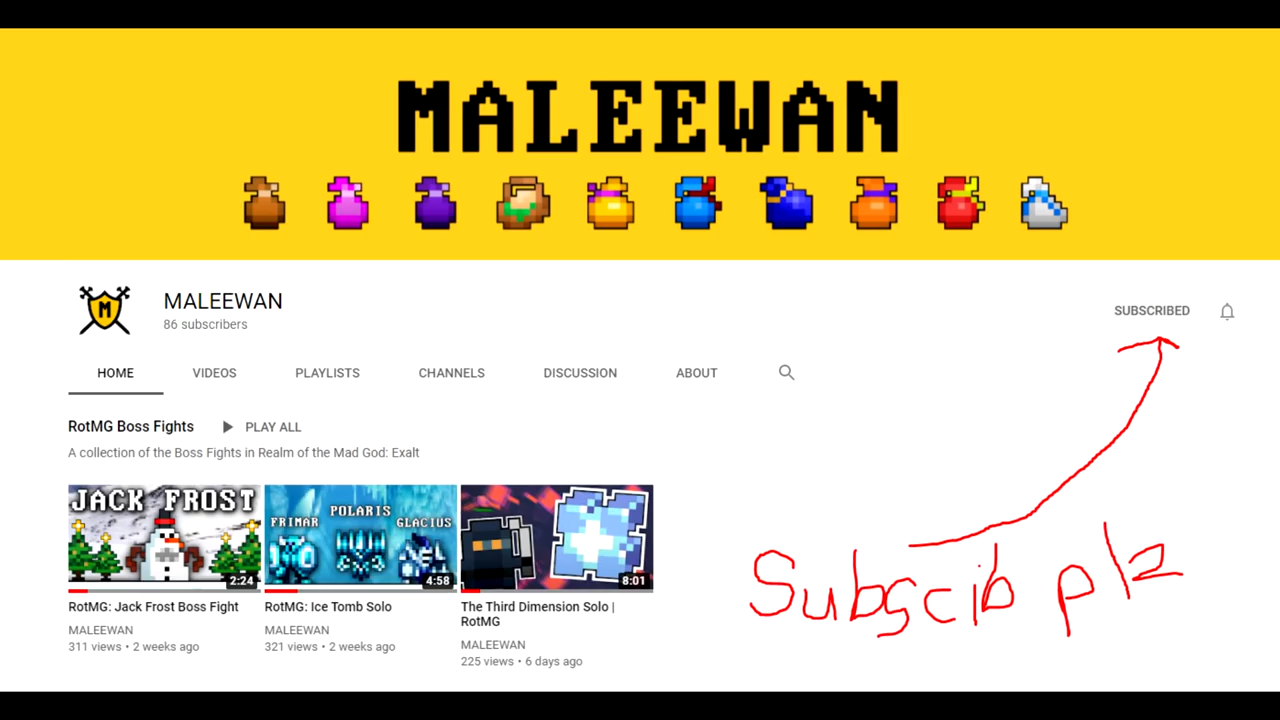 MALEEWAN
M
MALEEWAN
86 subscribers
SUBSCRIBED
HOME VIDEOS PLAYLISTS CHANNELS DISCUSSION ABOUT
RotMG Boss Fights PLAY ALL
A collection of the Boss Fights in Realm of the Mad God: Exalt
JACK FROST
2:24
FRIMAR POLARIS GLACIUS
4:58
8:01
RotMG: Jack Frost Boss Fight
MALEEWAN
311 views • 2 weeks ago
RotMG: Ice Tomb Solo
MALEEWAN
321 views • 2 weeks ago
The Third Dimension Solo |
RotMG
MALEEWAN
225 views • 6 days ago
Subscib plz